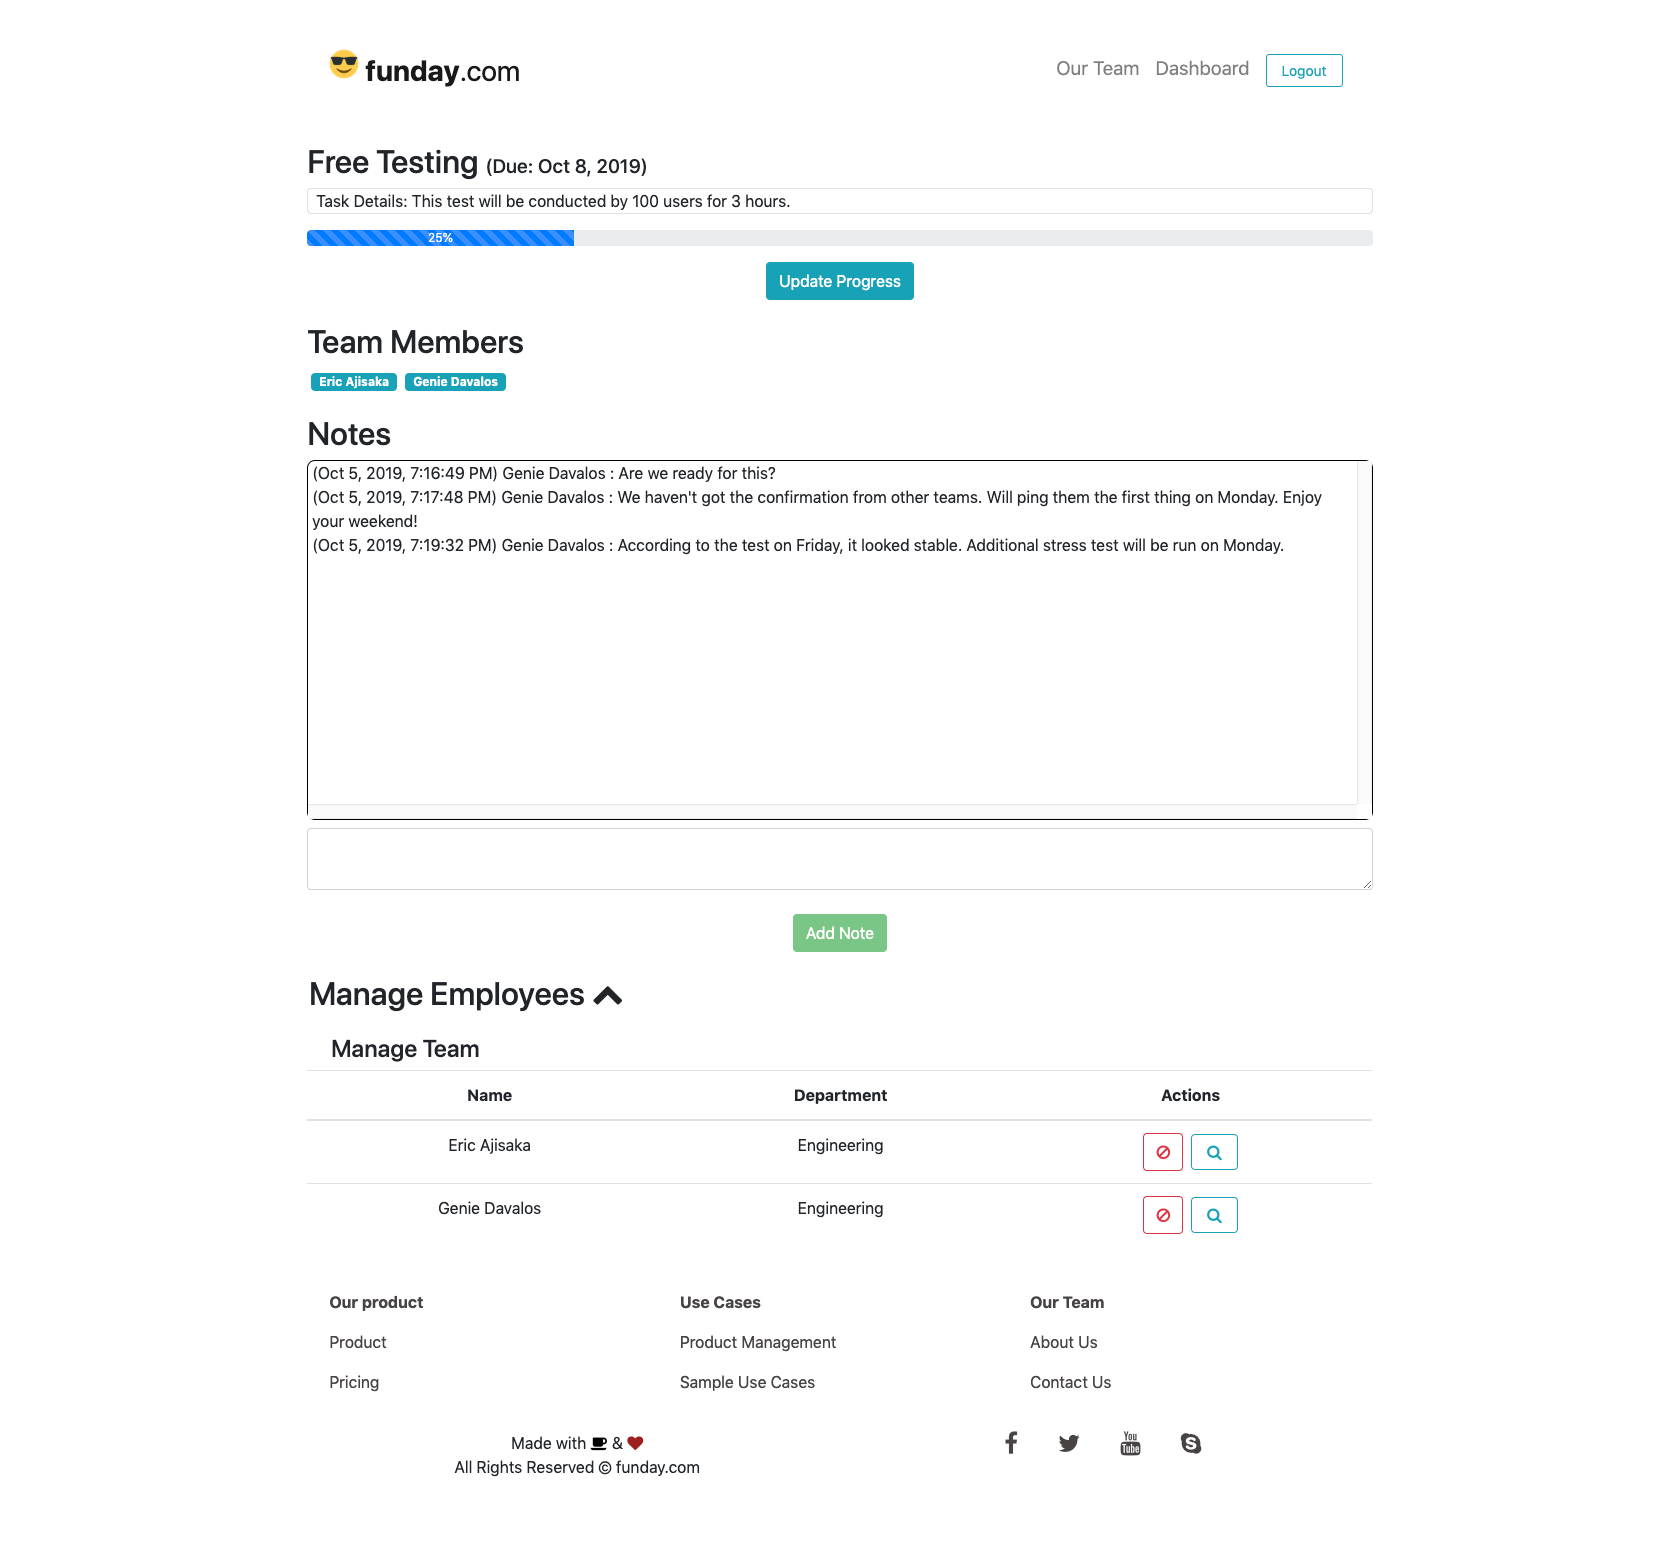 funday.com
Our Team Dashboard Logout
Free Testing (Due: Oct 8, 2019)
Task Details: This test will be conducted by 100 users for 3 hours.
25%
Update Progress
Team Members
Eric Ajisaka Genie Davalos
Notes
(Oct 5, 2019, 7:16:49 PM) Genie Davalos : Are we ready for this?
(Oct 5, 2019, 7:17:48 PM) Genie Davalos : We haven't got the confirmation from other teams. Will ping them the first thing on Monday. Enjoy
your weekend!
(Oct 5, 2019, 7:19:32 PM) Genie Davalos : According to the test on Friday, it looked stable. Additional stress test will be run on Monday.
Add Note
Manage Employees
Manage Team
Name Department Actions
Eric Ajisaka Engineering
Genie Davalos Engineering
Our product Use Cases Our Team
Product Product Management About Us
Pricing Sample Use Cases Contact Us
Made with &
You Tube
All Rights Reserved © funday.com